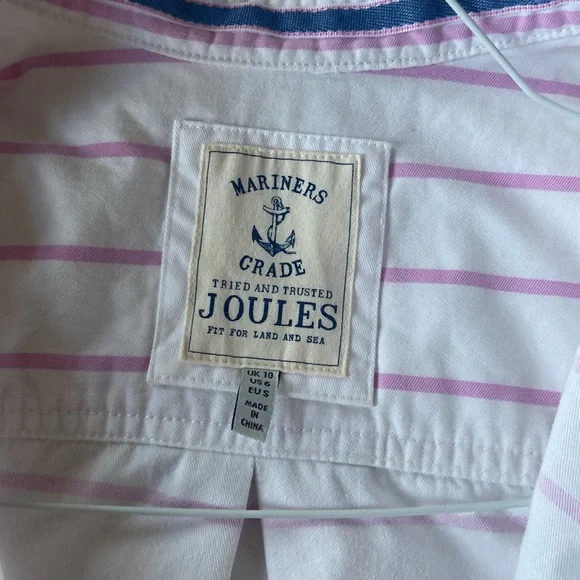 MARINERS
GRADE
TRIED AND TRUSTED
JOULES
FIT FOR LAND AND SEA
UK 10
US 6
EU S
MADE
IN
CHINA